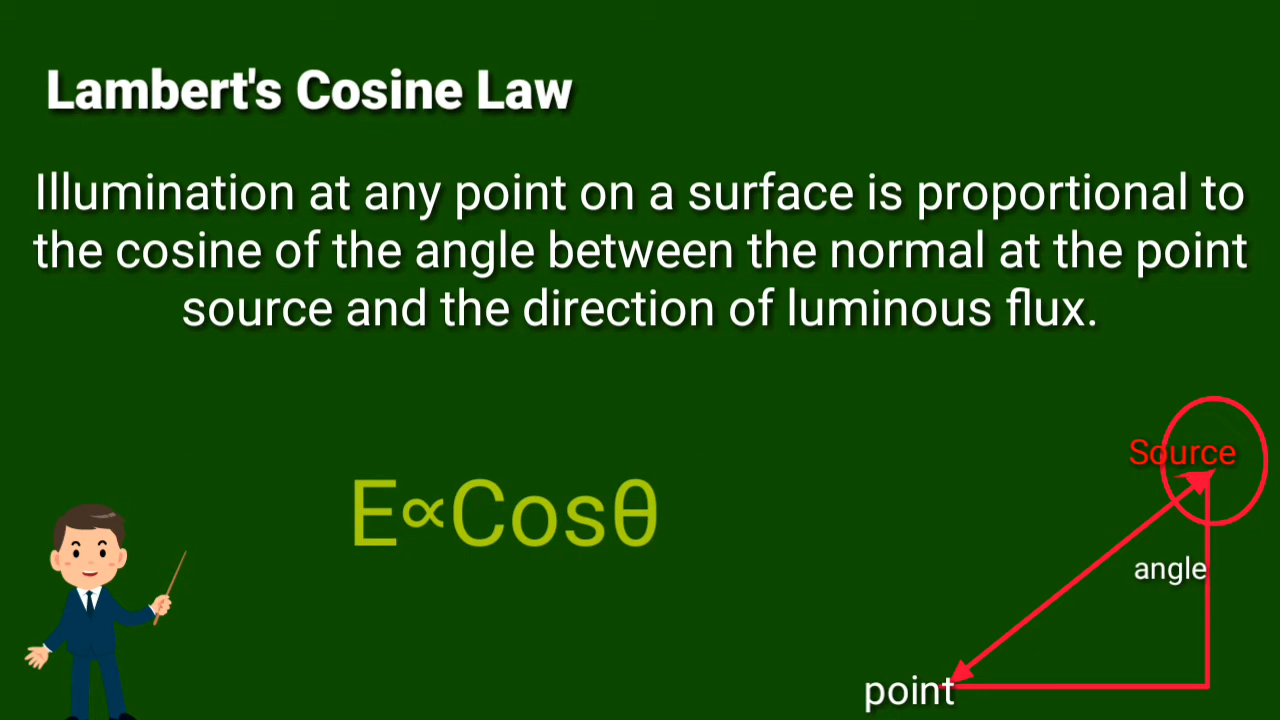 Lambert's Cosine Law
Illumination at any point on a surface is proportional to
the cosine of the angle between the normal at the point
source and the direction of luminous flux.
E∝Cosθ
Source
angle
point